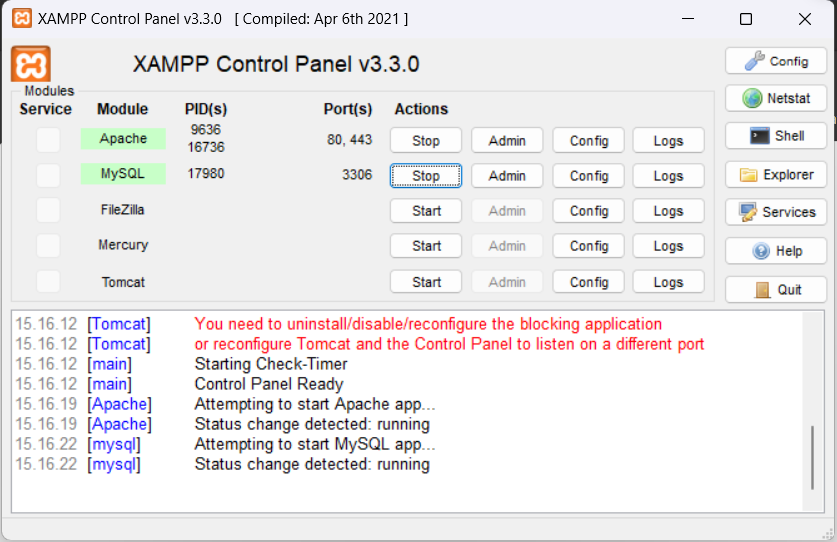 XAMPP Control Panel v3.3.0 [ Compiled: Apr 6th 2021 ]
XAMPP Control Panel v3.3.0
Config
Modules
Service Module PID(s) Port(s) Actions
Netstat
Apache 9636 16736 80, 443 Stop Admin Config Logs
Shell
MySQL 17980 3306 Stop Admin Config Logs
Explorer
FileZilla Start Admin Config Logs
Services
Mercury Start Admin Config Logs
Help
Tomcat Start Admin Config Logs
Quit
15.16.12 [Tomcat] You need to uninstall/disable/reconfigure the blocking application
15.16.12 [Tomcat] or reconfigure Tomcat and the Control Panel to listen on a different port
15.16.12 [main] Starting Check-Timer
15.16.12 [main] Control Panel Ready
15.16.19 [Apache] Attempting to start Apache app...
15.16.19 [Apache] Status change detected: running
15.16.22 [mysql] Attempting to start MySQL app...
15.16.22 [mysql] Status change detected: running